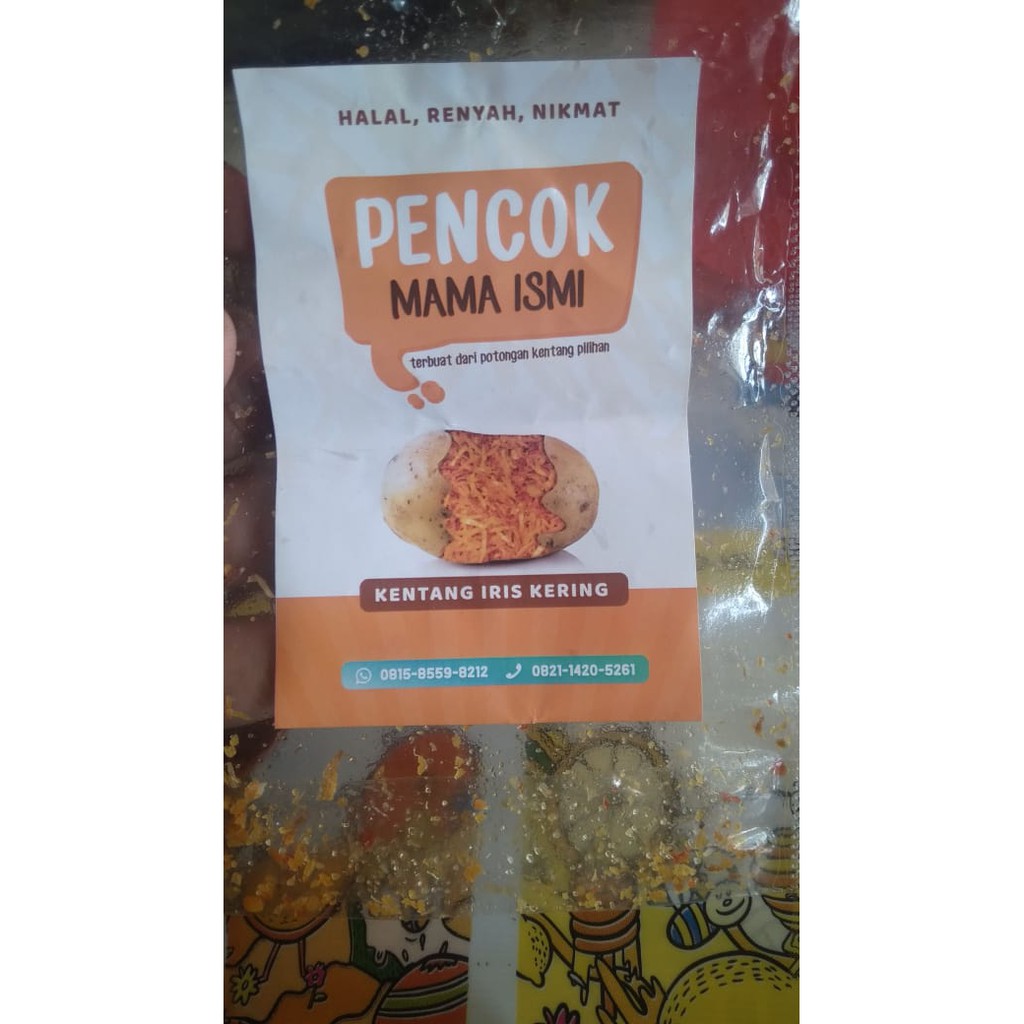 HALAL, RENYAH, NIKMAT
PENCOK
MAMA ISMI
terbuat dari potongan kentang pilihan
KENTANG IRIS KERING
0815-8559-8212 0821-1420-5261